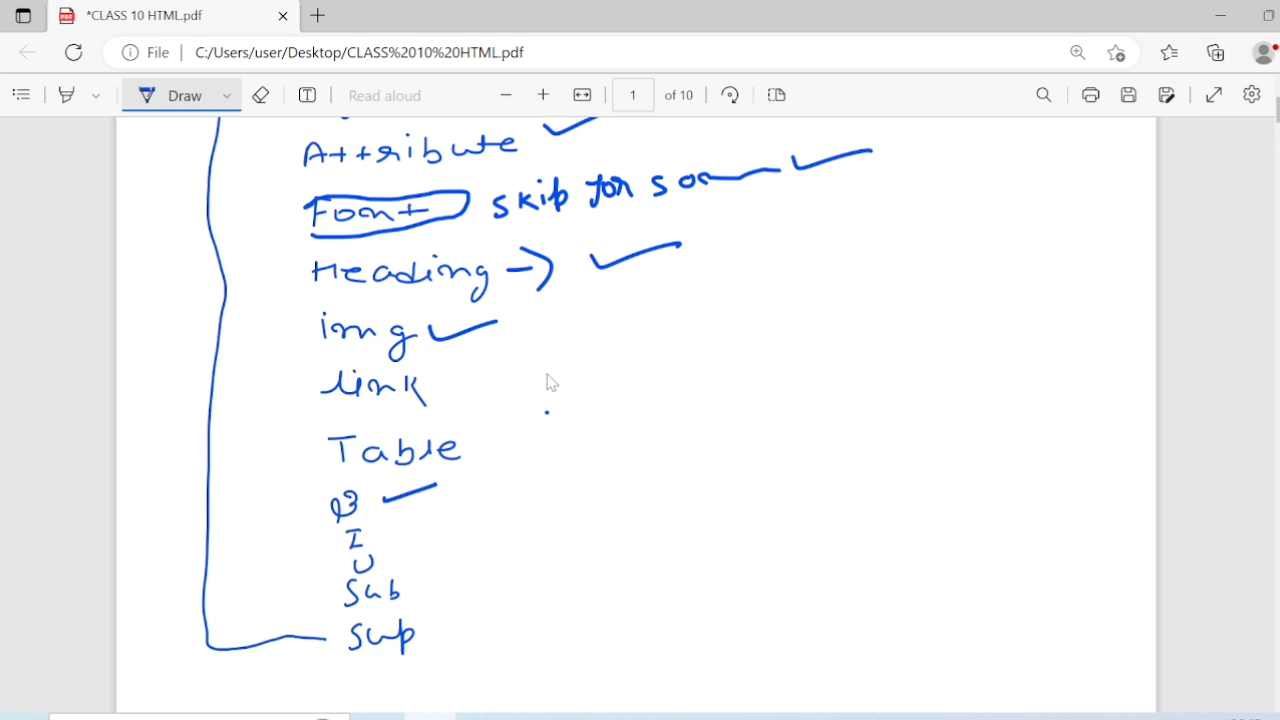 *CLASS 10 HTML.pdf
File C:/Users/user/Desktop/CLASS%2010%20HTML.pdf
Draw Read aloud 1 of 10
Attribute
Font skip for
Heading →
img
link
Table
B
I
U
Sub
Sup